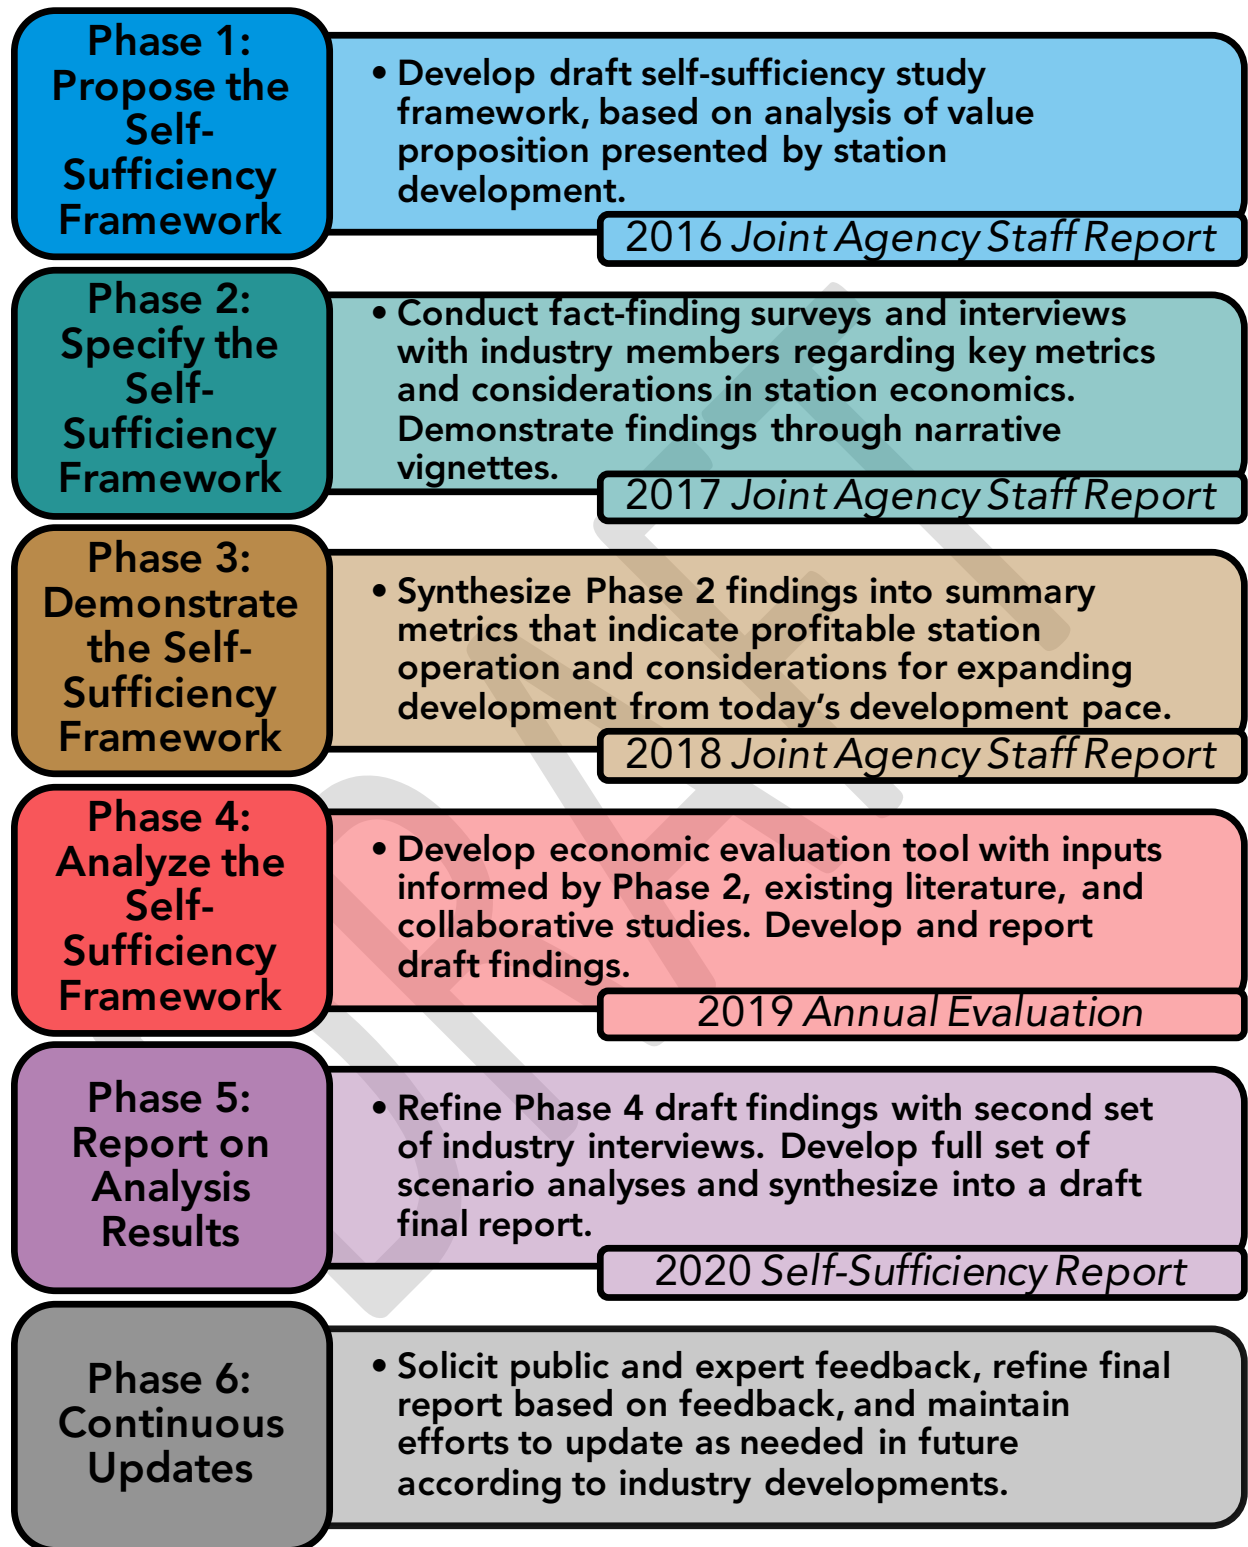 Phase 1:
Propose the
Self-
Sufficiency
Framework
• Develop draft self-sufficiency study
framework, based on analysis of value
proposition presented by station
development.
2016 Joint Agency Staff Report
Phase 2:
Specify the
Self-
Sufficiency
Framework
• Conduct fact-finding surveys and interviews
with industry members regarding key metrics
and considerations in station economics.
Demonstrate findings through narrative
vignettes.
2017 Joint Agency Staff Report
Phase 3:
Demonstrate
the Self-
Sufficiency
Framework
• Synthesize Phase 2 findings into summary
metrics that indicate profitable station
operation and considerations for expanding
development from today's development pace.
2018 Joint Agency Staff Report
Phase 4:
Analyze the
Self-
Sufficiency
Framework
• Develop economic evaluation tool with inputs
informed by Phase 2, existing literature, and
collaborative studies. Develop and report
draft findings.
2019 Annual Evaluation
Phase 5:
Report on
Analysis
Results
• Refine Phase 4 draft findings with second set
of industry interviews. Develop full set of
scenario analyses and synthesize into a draft
final report.
2020 Self-Sufficiency Report
Phase 6:
Continuous
Updates
• Solicit public and expert feedback, refine final
report based on feedback, and maintain
efforts to update as needed in future
according to industry developments.
DRAFT